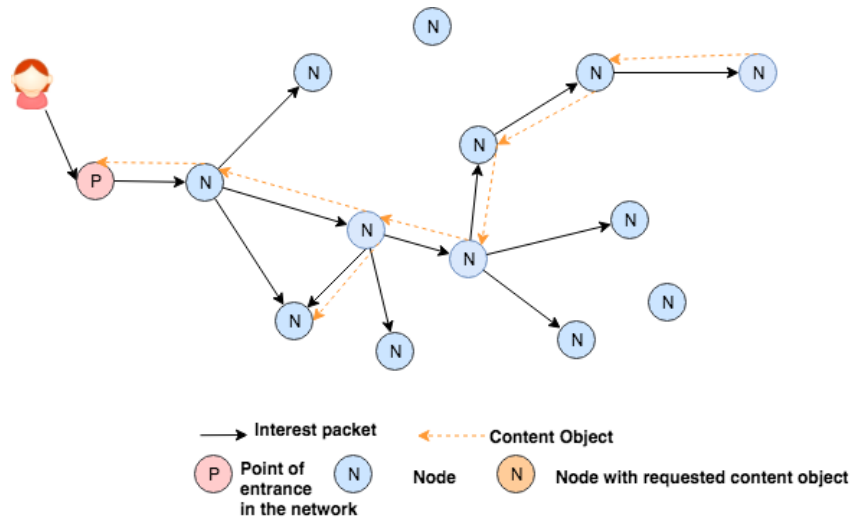 N
N
N
N
N
P
N
N
N
N
N
N
N
N
Interest packet
Content Object
P
Point of
entrance
in the network
N
Node
N
Node with requested content object